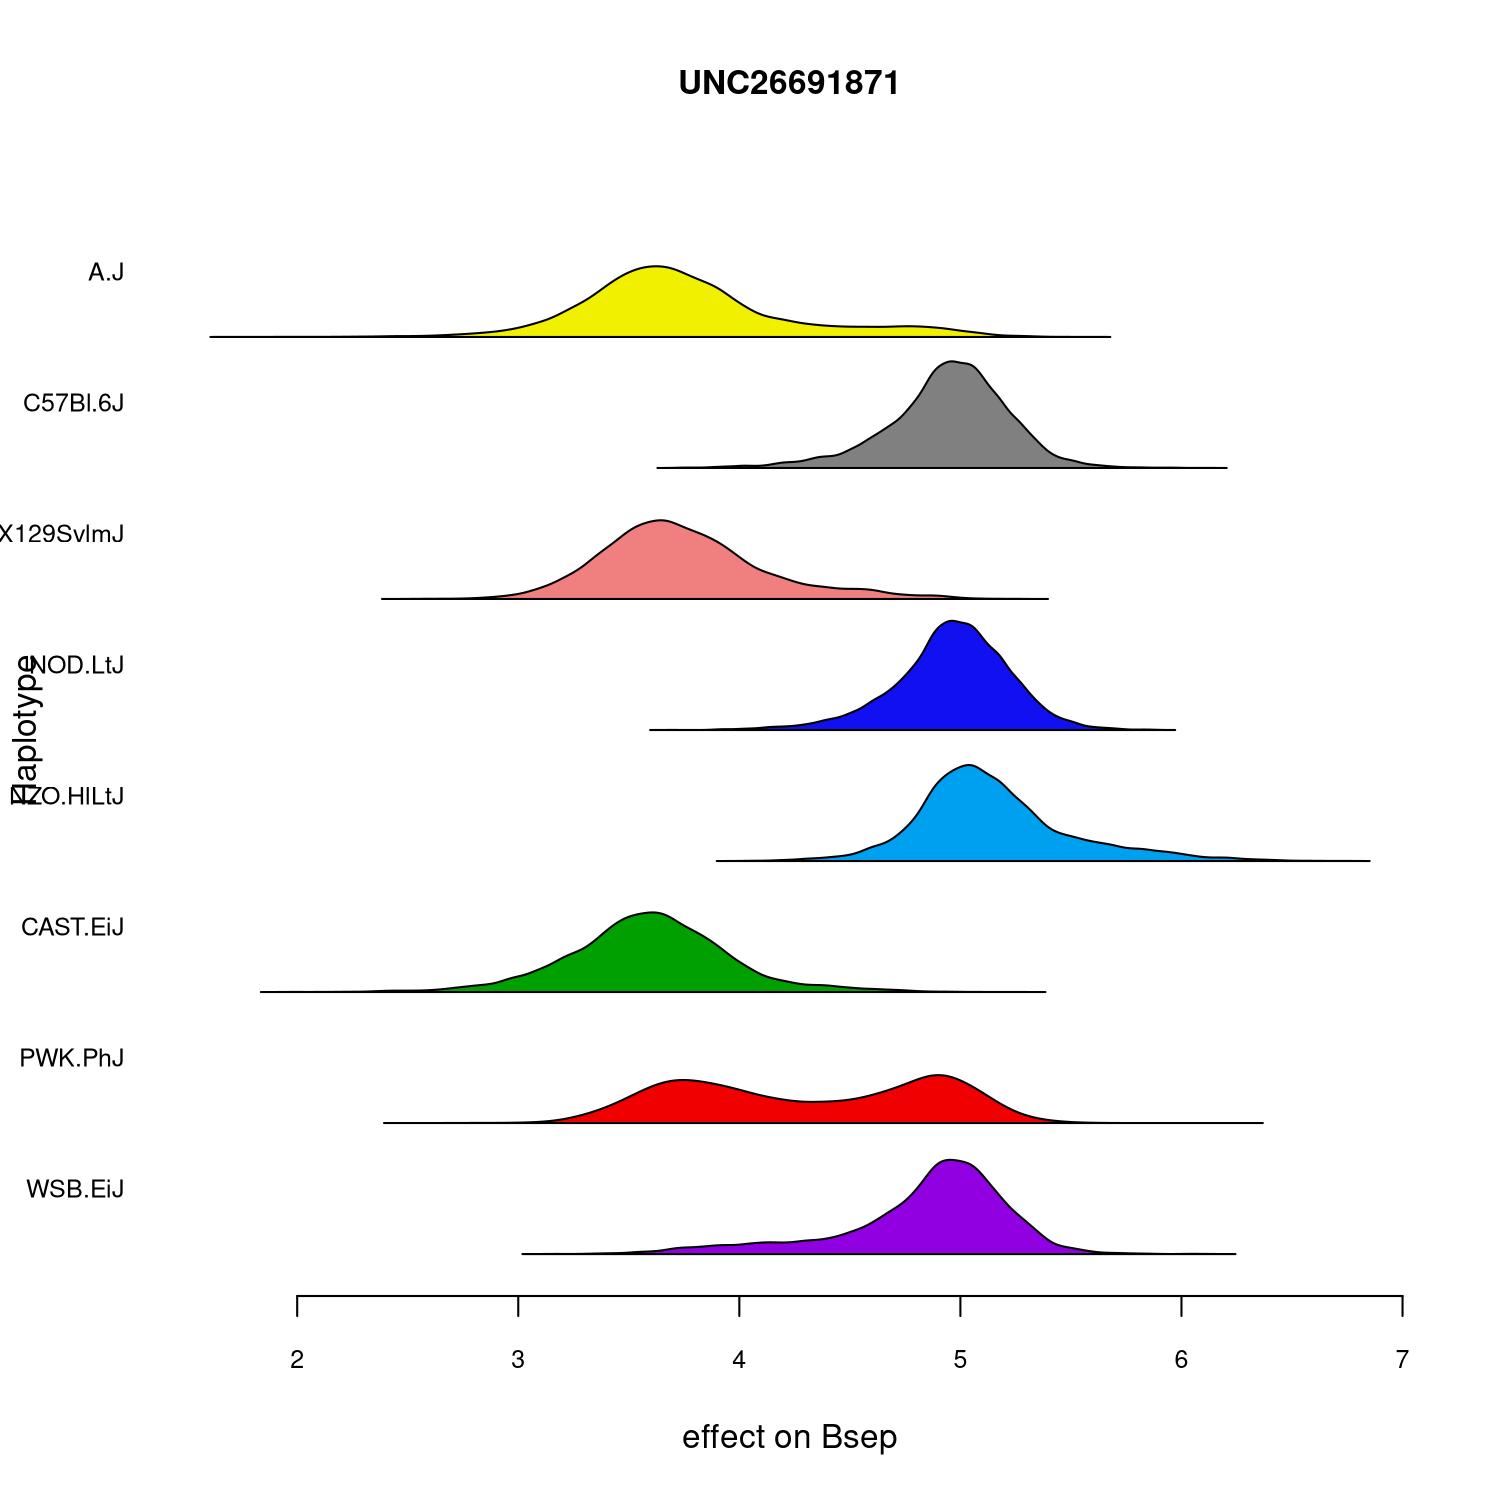 UNC26691871
A.J
C57Bl.6J
X129SvImJ
NOD.LtJ
Haplotype
NZO.HILtJ
CAST.EiJ
PWK.PhJ
WSB.EiJ
2 3 4 5 6 7
effect on Bsep